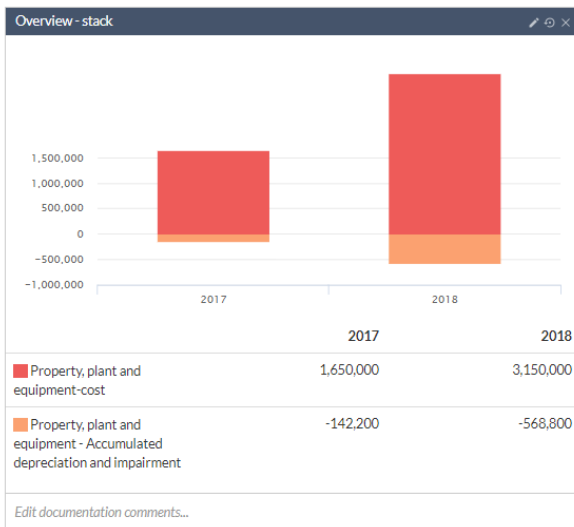 Overview - stack
1,500,000
1,000,000
500,000
0
-500,000
-1,000,000
2017 2018
2017 2018
Property, plant and 1,650,000 3,150,000
equipment-cost
Property, plant and -142,200 -568,800
equipment - Accumulated
depreciation and impairment
Edit documentation comments...